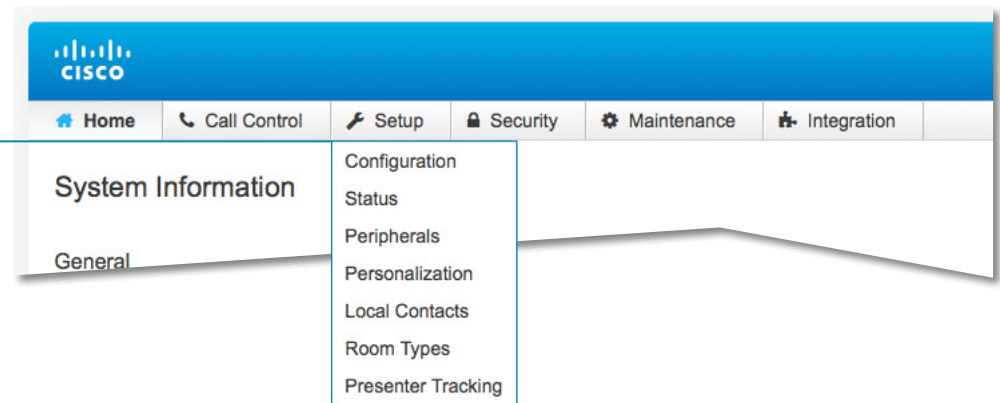 CISCO
Home Call Control Setup Security Maintenance Integration
System Information
General
Configuration
Status
Peripherals
Personalization
Local Contacts
Room Types
Presenter Tracking